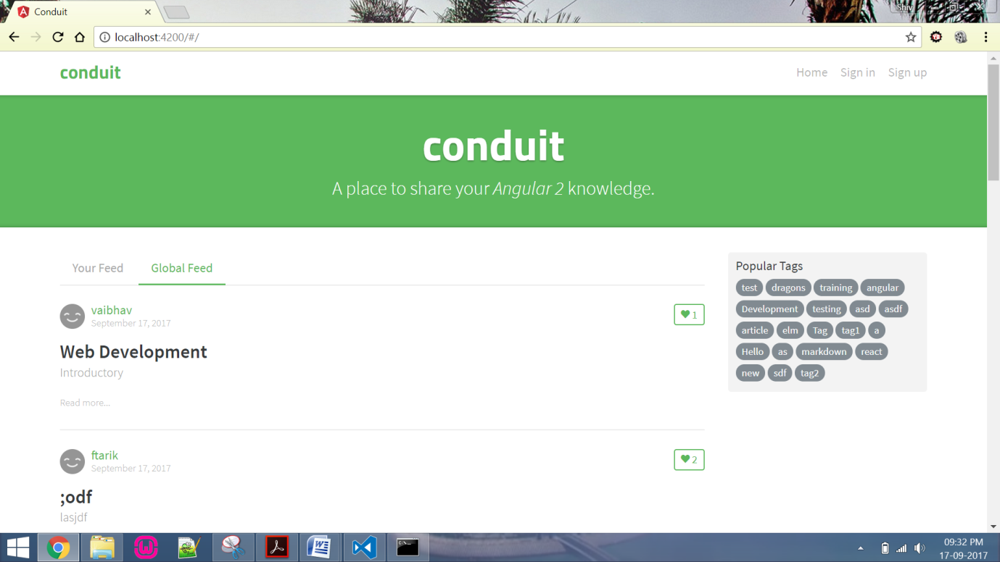 Conduit
Shiv
localhost:4200/#/
conduit
Home Sign in Sign up
conduit
A place to share your Angular 2 knowledge.
Your Feed Global Feed
vaibhav
September 17, 2017
1
Web Development
Introductory
Read more...
ftarik
September 17, 2017
2
;odf
lasjdf
Popular Tags
test dragons training angular
Development testing asd asdf
article elm Tag tag1 a
Hello as markdown react
new sdf tag2
09:32 PM
17-09-2017